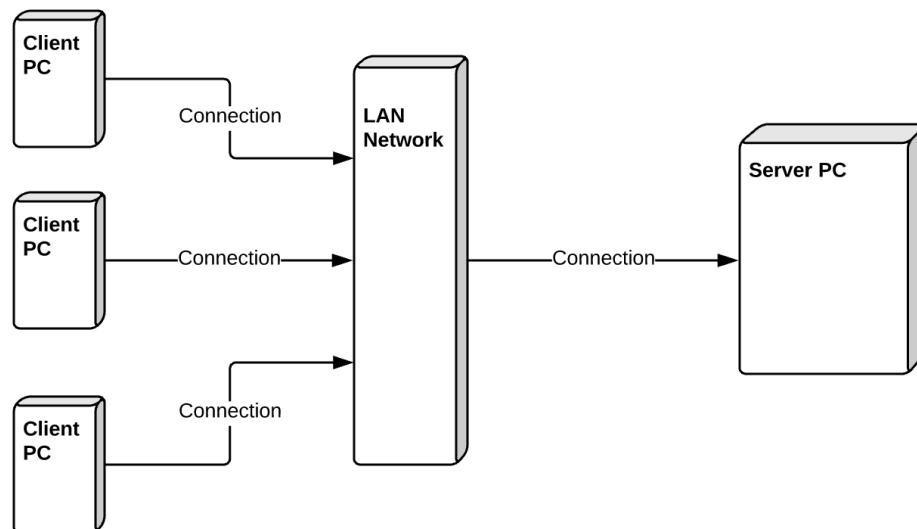 Client
PC
Connection
LAN
Network
Client
PC
Connection
Connection
Server PC
Client
PC
Connection